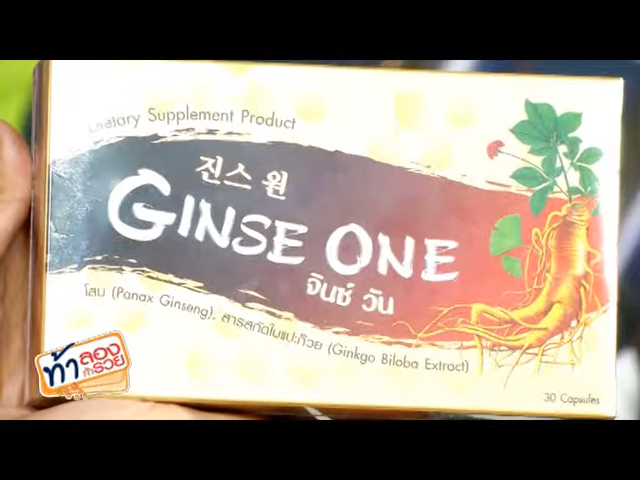 Dietary Supplement Product
진스 원
GINSE ONE
จินซ์ วัน
โสม (Panax Ginseng), สารสกัดใบแปะก๊วย (Ginkgo Biloba Extract)
30 Capsules
ท้าลองท้ารวย